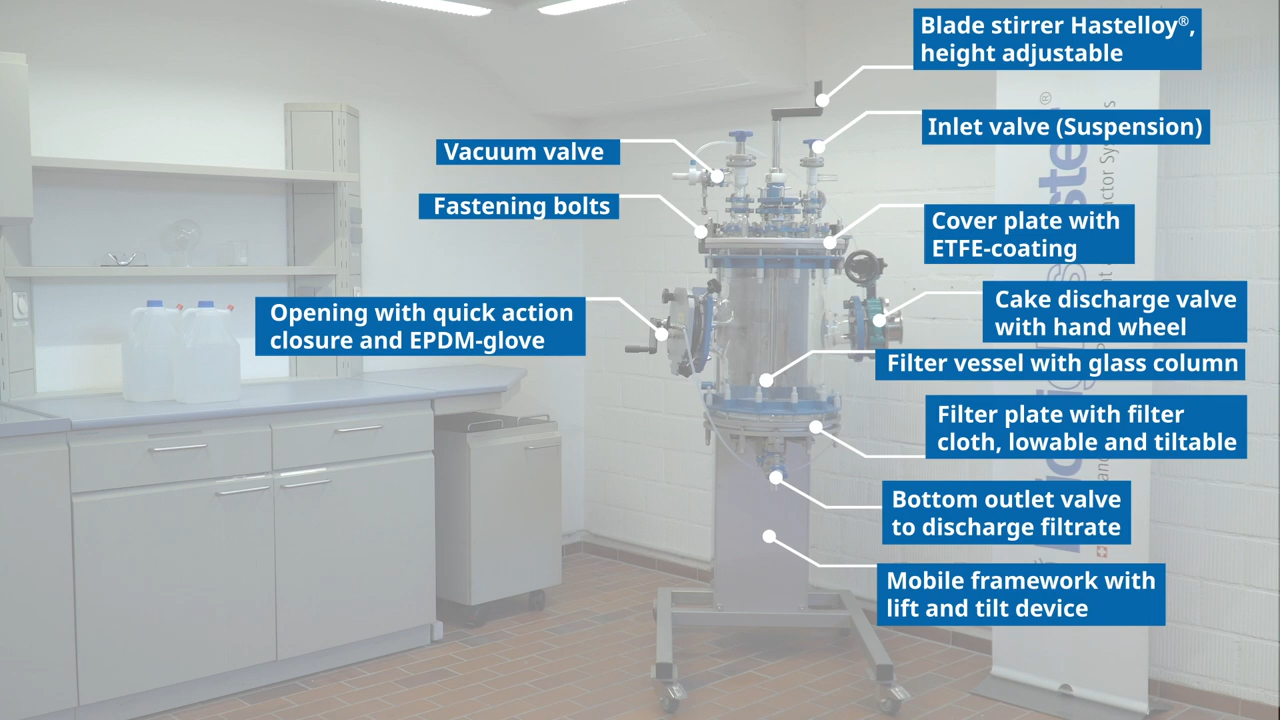 Blade stirrer Hastelloy®,
height adjustable
Inlet valve (Suspension)
Vacuum valve
Fastening bolts
Cover plate with
ETFE-coating
Cake discharge valve
with hand wheel
Opening with quick action
closure and EPDM-glove
Filter vessel with glass column
Filter plate with filter
cloth, lowable and tiltable
Bottom outlet valve
to discharge filtrate
Mobile framework with
lift and tilt device